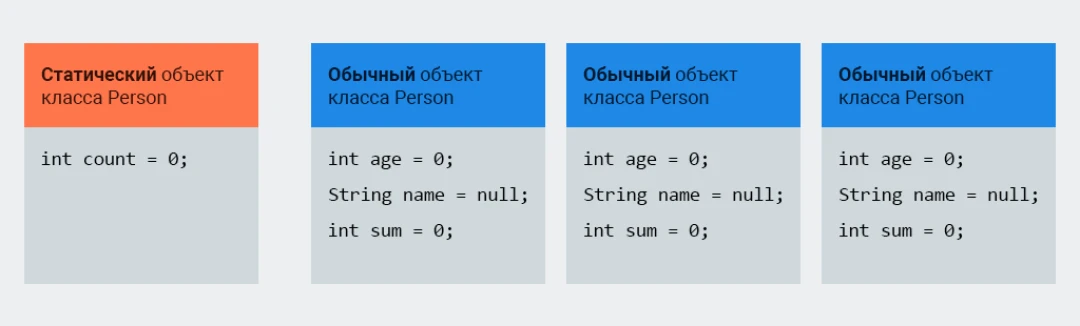 Статический объект
класса Person
int count = 0;
Обычный объект
класса Person
int age = 0;
String name = null;
int sum = 0;
Обычный объект
класса Person
int age = 0;
String name = null;
int sum = 0;
Обычный объект
класса Person
int age = 0;
String name = null;
int sum = 0;